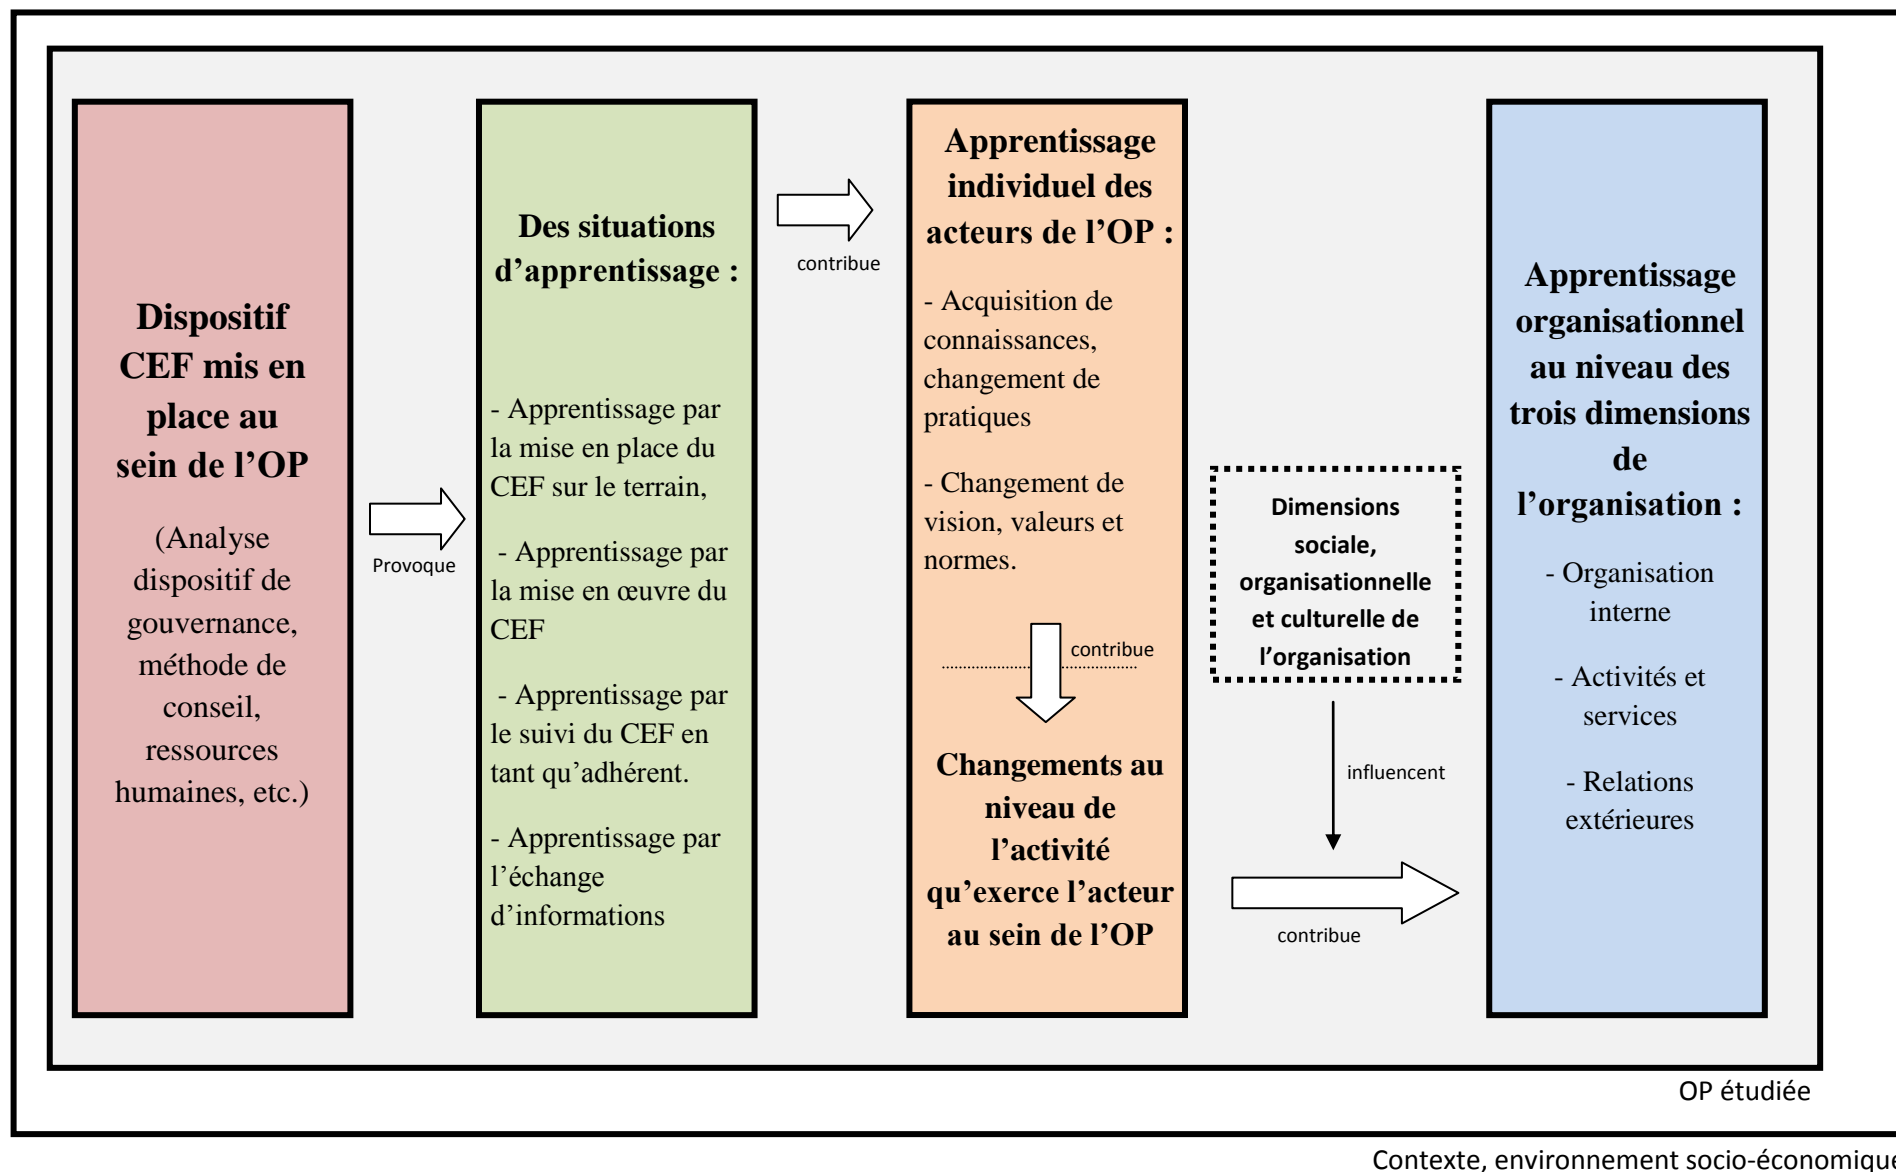 Dispositif
CEF mis en
place au
sein de l’OP
(Analyse
dispositif de
gouvernance,
méthode de
conseil,
ressources
humaines, etc.)
Provoque
Des situations
d’apprentissage :
- Apprentissage par
la mise en place du
CEF sur le terrain,
- Apprentissage par
la mise en œuvre du
CEF
- Apprentissage par
le suivi du CEF en
tant qu’adhérent.
- Apprentissage par
l’échange
d’informations
contribue
Apprentissage
individuel des
acteurs de l’OP :
- Acquisition de
connaissances,
changement de
pratiques
- Changement de
vision, valeurs et
normes.
contribue
Changements au
niveau de
l’activité
qu’exerce l’acteur
au sein de l’OP
Dimensions
sociale,
organisationnelle
et culturelle de
l’organisation
influencent
contribue
Apprentissage
organisationnel
au niveau des
trois dimensions
de
l’organisation :
- Organisation
interne
- Activités et
services
- Relations
extérieures
OP étudiée
Contexte, environnement socio-économique